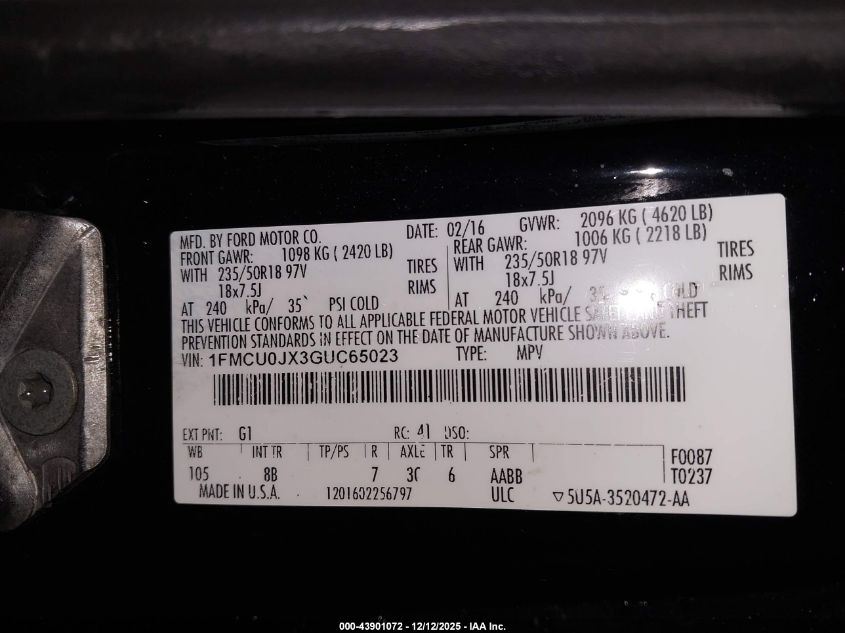 MFD. BY FORD MOTOR CO. DATE: 02/16 GVWR: 2096 KG ( 4620 LB)
FRONT GAWR: 1098 KG ( 2420 LB) REAR GAWR: 1006 KG ( 2218 LB)
WITH 235/50R18 97V TIRES WITH 235/50R18 97V TIRES
18x7.5J RIMS 18x7.5J RIMS
AT 240 kPa/ 35` PSI COLD AT 240 kPa/ COLD
THIS VEHICLE CONFORMS TO ALL APPLICABLE FEDERAL MOTOR VEHICLE THEFT
PREVENTION STANDARDS IN EFFECT ON THE DATE OF MANUFACTURE SHOWN ABOVE.
VIN: 1FMCU0JX3GUC65023 TYPE: MPV
EXT PNT: G1 RC: 41 DSO:
WB INT TR TP/PS R AXLE TR SPR F0087
105 8B 7 6 AABB T0237
MADE IN U.S.A. 1201602256797 ULC ▽5U5A-3520472-AA
000-43901072 - 12/12/2025 - IAA Inc.